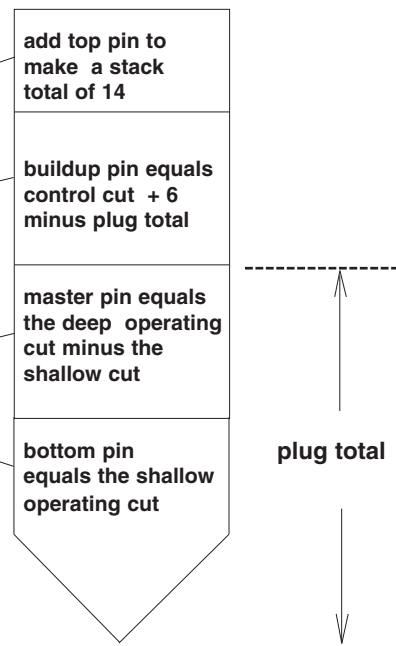 add top pin to
make a stack
total of 14
buildup pin equals
control cut + 6
minus plug total
master pin equals
the deep operating
cut minus the
shallow cut
bottom pin
equals the shallow
operating cut
plug total